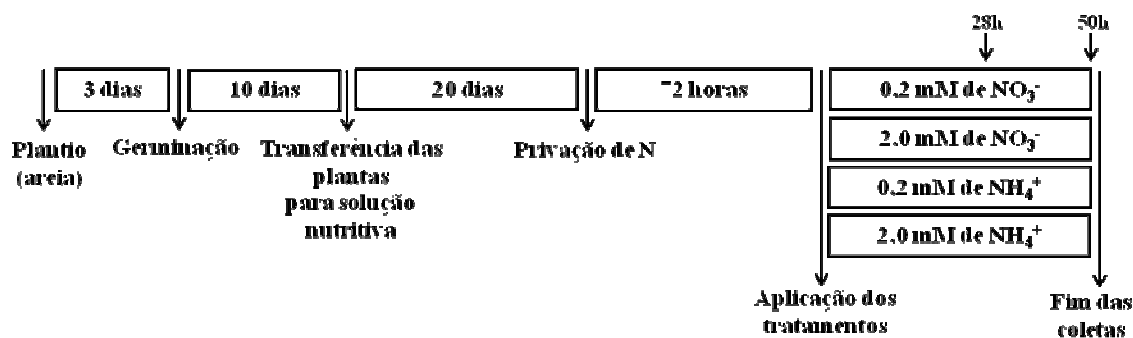 28h
50h
3 dias
10 dias
20 dias
72 horas
0.2 mM de NO₃⁻
2.0 mM de NO₃⁻
0.2 mM de NH₄⁺
2.0 mM de NH₄⁺
Plantio
(areia)
Germinação
Transferência das
plantas
para solução
nutritiva
Privação de N
Aplicação dos
tratamentos
Fim das
coletas